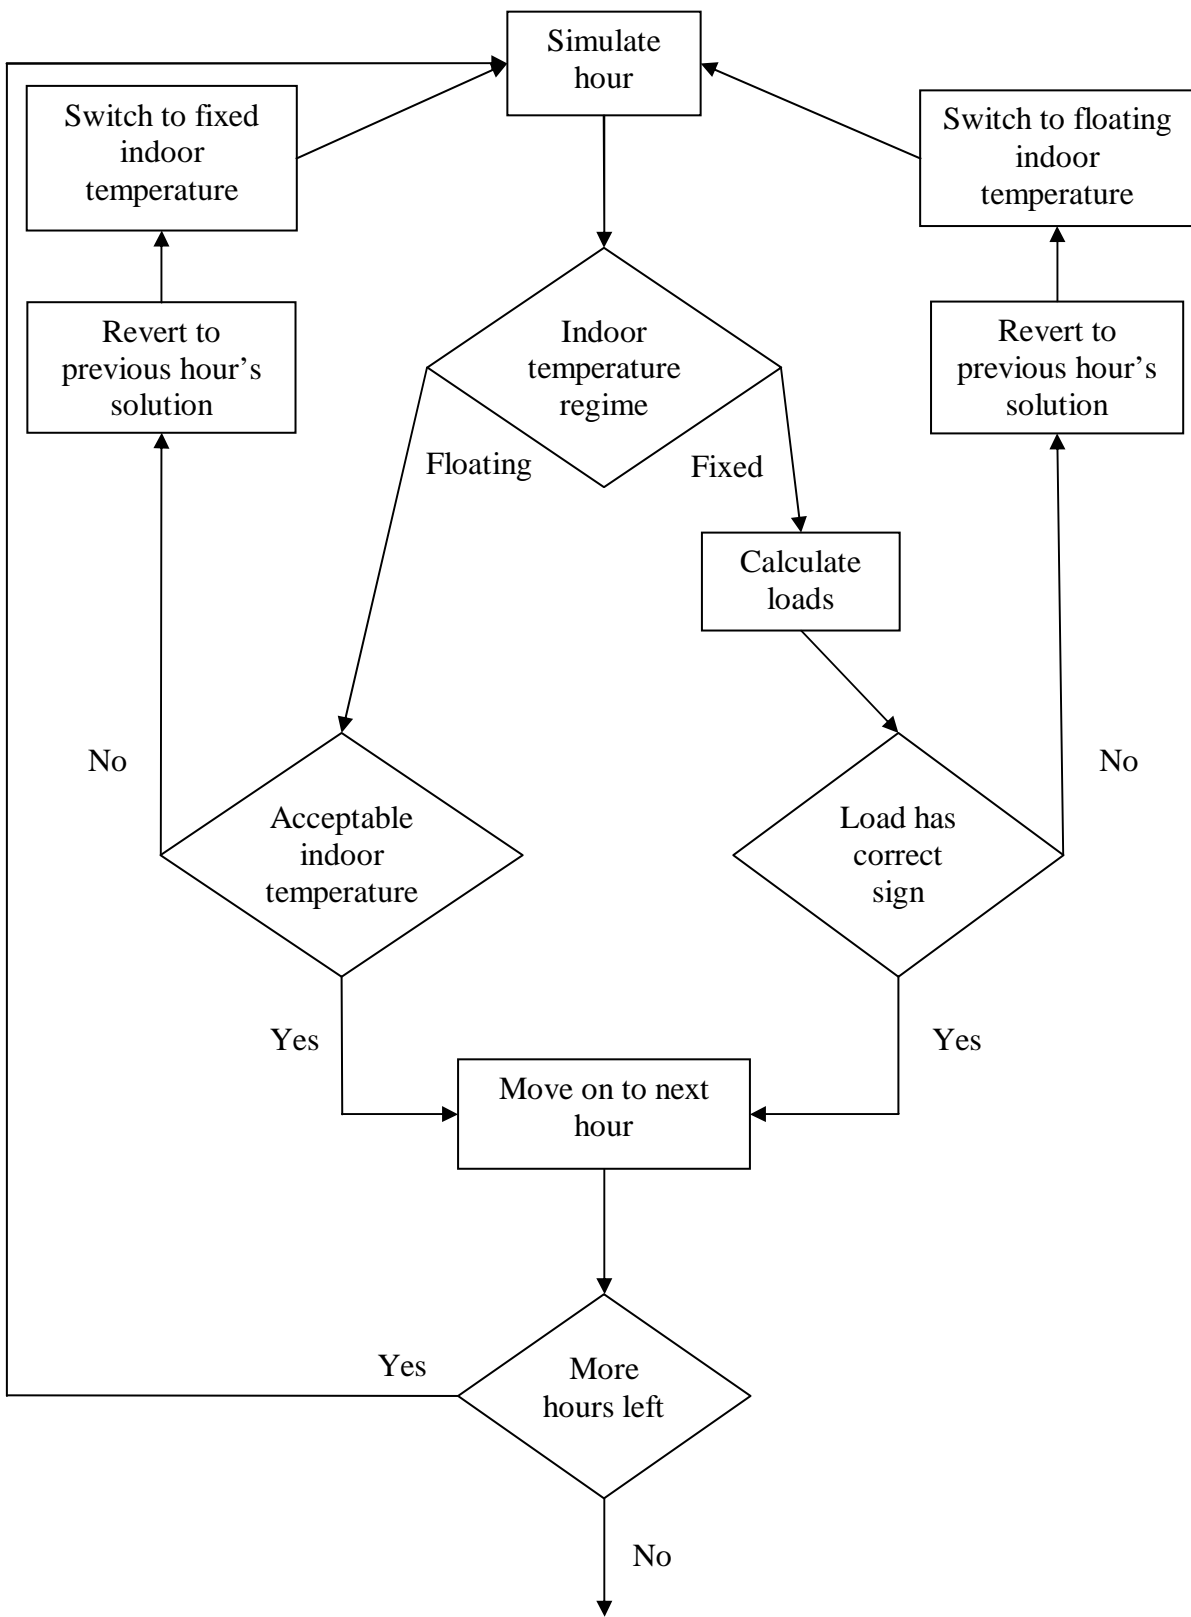 Simulate
hour
Switch to fixed
indoor
temperature
Switch to floating
indoor
temperature
Revert to
previous hour’s
solution
Indoor
temperature
regime
Revert to
previous hour’s
solution
Floating
Fixed
Calculate
loads
No
No
Acceptable
indoor
temperature
Load has
correct
sign
Yes
Yes
Move on to next
hour
Yes
More
hours left
No